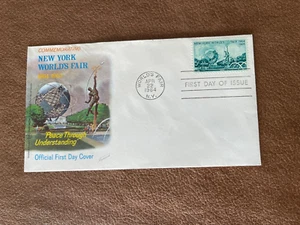 COMMEMORATING
NEW YORK
WORLD'S FAIR
Peace Through
Understanding
Official First Day Cover
WORLD'S FAIR
APR
22
1964
N.Y.
FIRST DAY OF ISSUE